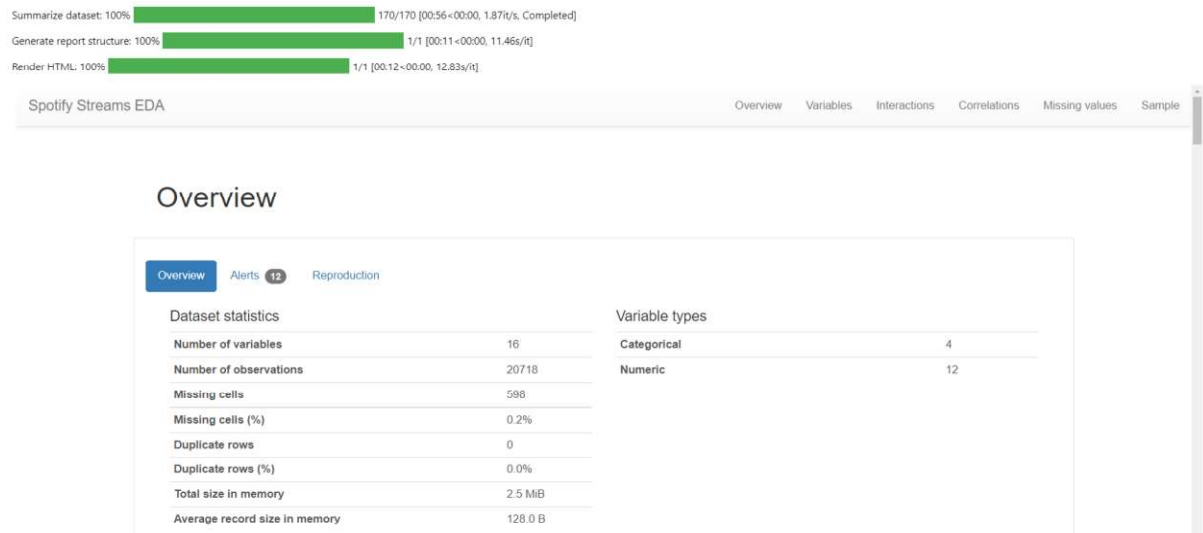 Summarize dataset: 100% 170/170 [00:56<00:00, 1.87it/s, Completed]
Generate report structure: 100% 1/1 [00:11<00:00, 11.46s/it]
Render HTML: 100% 1/1 [00:12<00:00, 12.83s/it]
Spotify Streams EDA Overview Variables Interactions Correlations Missing values Sample
Overview
Overview Alerts 12 Reproduction
Dataset statistics Variable types
Number of variables 16 Categorical 4
Number of observations 20718 Numeric 12
Missing cells 598
Missing cells (%) 0.2%
Duplicate rows 0
Duplicate rows (%) 0.0%
Total size in memory 2.5 MiB
Average record size in memory 128.0 B